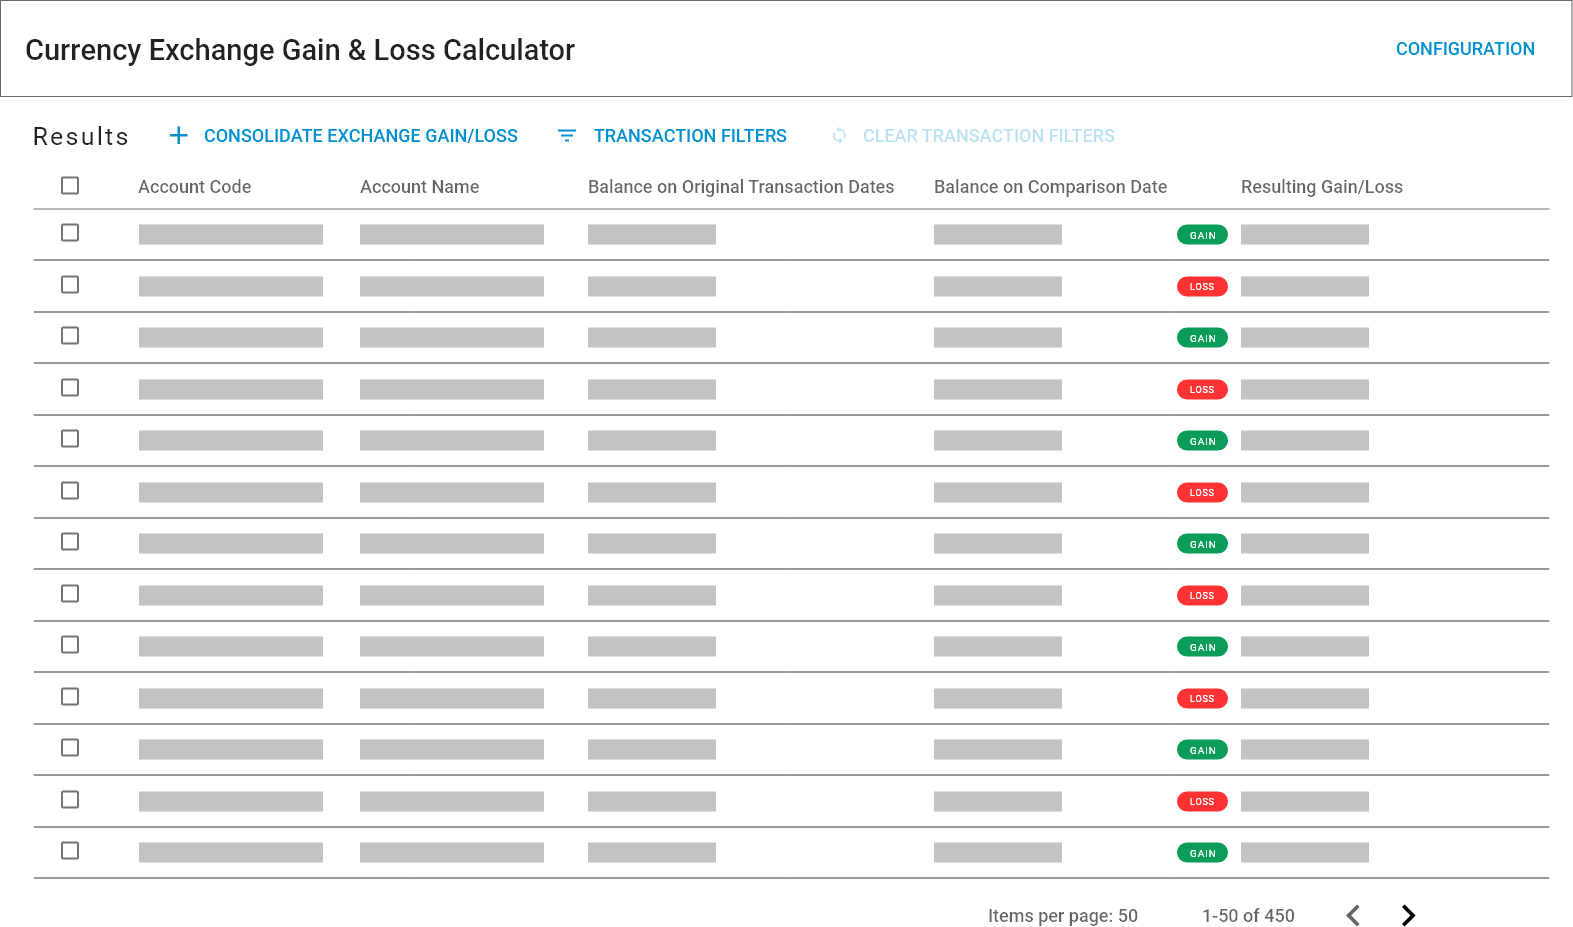 Currency Exchange Gain & Loss Calculator CONFIGURATION
Results CONSOLIDATE EXCHANGE GAIN/LOSS TRANSACTION FILTERS CLEAR TRANSACTION FILTERS
Account Code Account Name Balance on Original Transaction Dates Balance on Comparison Date Resulting Gain/Loss
GAIN
LOSS
GAIN
LOSS
GAIN
LOSS
GAIN
LOSS
GAIN
LOSS
GAIN
LOSS
GAIN
Items per page: 50 1-50 of 450